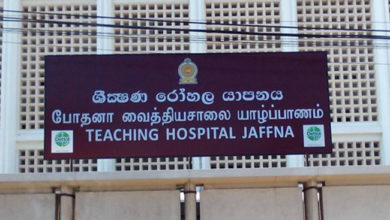 ශික්ෂණ රෝහල යාපනය
போதனா வைத்தியசாலை யாழ்ப்பாணம்
TEACHING HOSPITAL JAFFNA